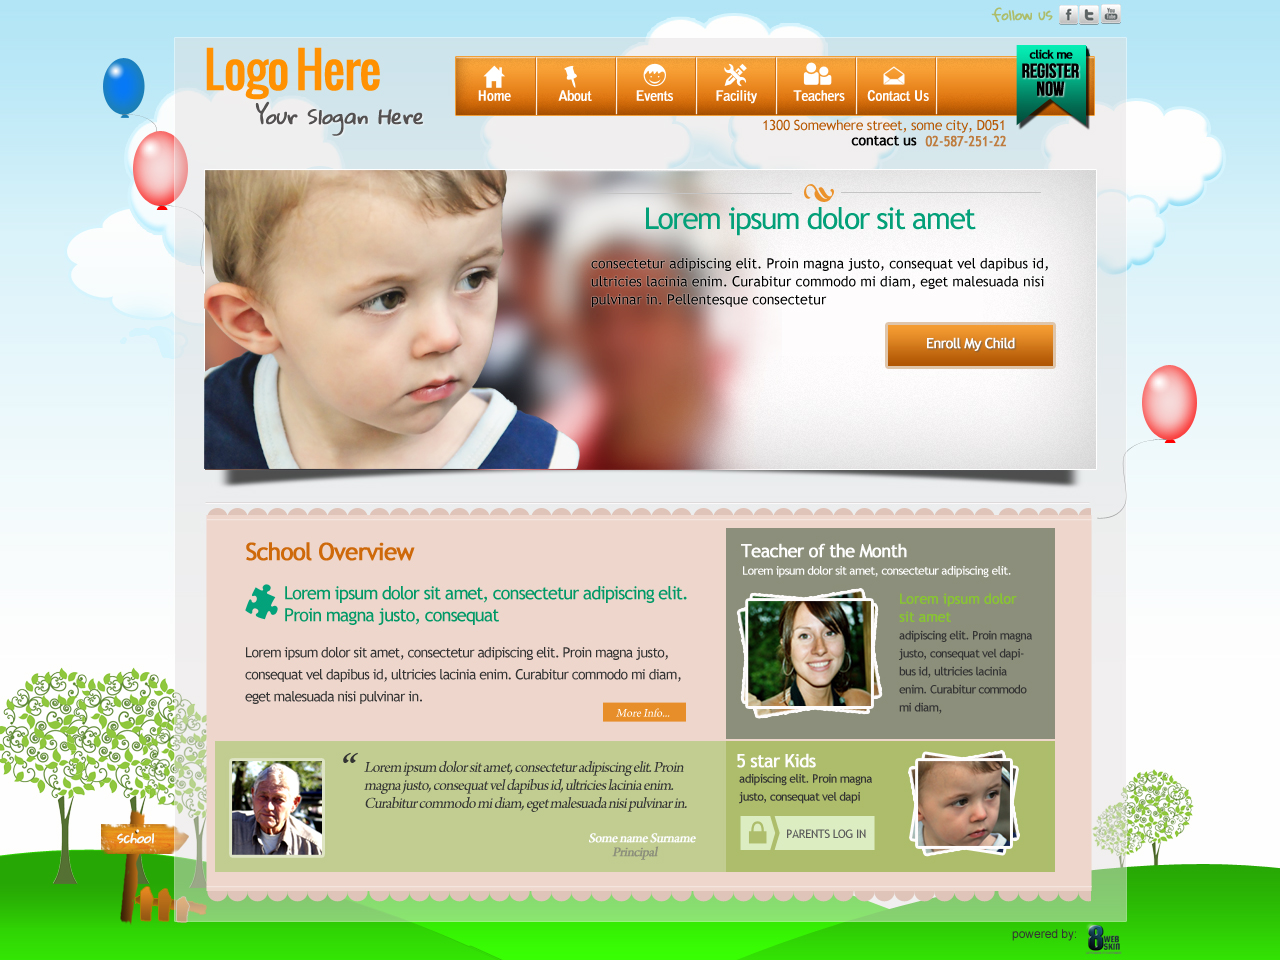 follow us
f
t
You
Tube
Logo Here
Your Slogan Here
Home
About
Events
Facility
Teachers
Contact Us
click me
REGISTER
NOW
1300 Somewhere street, some city, D051
contact us 02-587-251-22
Lorem ipsum dolor sit amet
consectetur adipiscing elit. Proin magna justo, consequat vel dapibus id,
ultricies lacinia enim. Curabitur commodo mi diam, eget malesuada nisi
pulvinar in. Pellentesque consectetur
Enroll My Child
School Overview
Lorem ipsum dolor sit amet, consectetur adipiscing elit.
Proin magna justo, consequat
Lorem ipsum dolor sit amet, consectetur adipiscing elit. Proin magna justo,
consequat vel dapibus id, ultricies lacinia enim. Curabitur commodo mi diam,
eget malesuada nisi pulvinar in.
More Info...
Teacher of the Month
Lorem ipsum dolor sit amet, consectetur adipiscing elit.
Lorem ipsum dolor
sit amet
adipiscing elit. Proin magna
justo, consequat vel dapi-
bus id, ultricies lacinia
enim. Curabitur commodo
mi diam,
“ Lorem ipsum dolor sit amet, consectetur adipiscing elit. Proin
magna justo, consequat vel dapibus id, ultricies lacinia enim.
Curabitur commodo mi diam, eget malesuada nisi pulvinar in.
Some name Surname
Principal
5 star Kids
adipiscing elit. Proin magna
justo, consequat vel dapi
PARENTS LOG IN
School
powered by:
8 WEB
SKIN